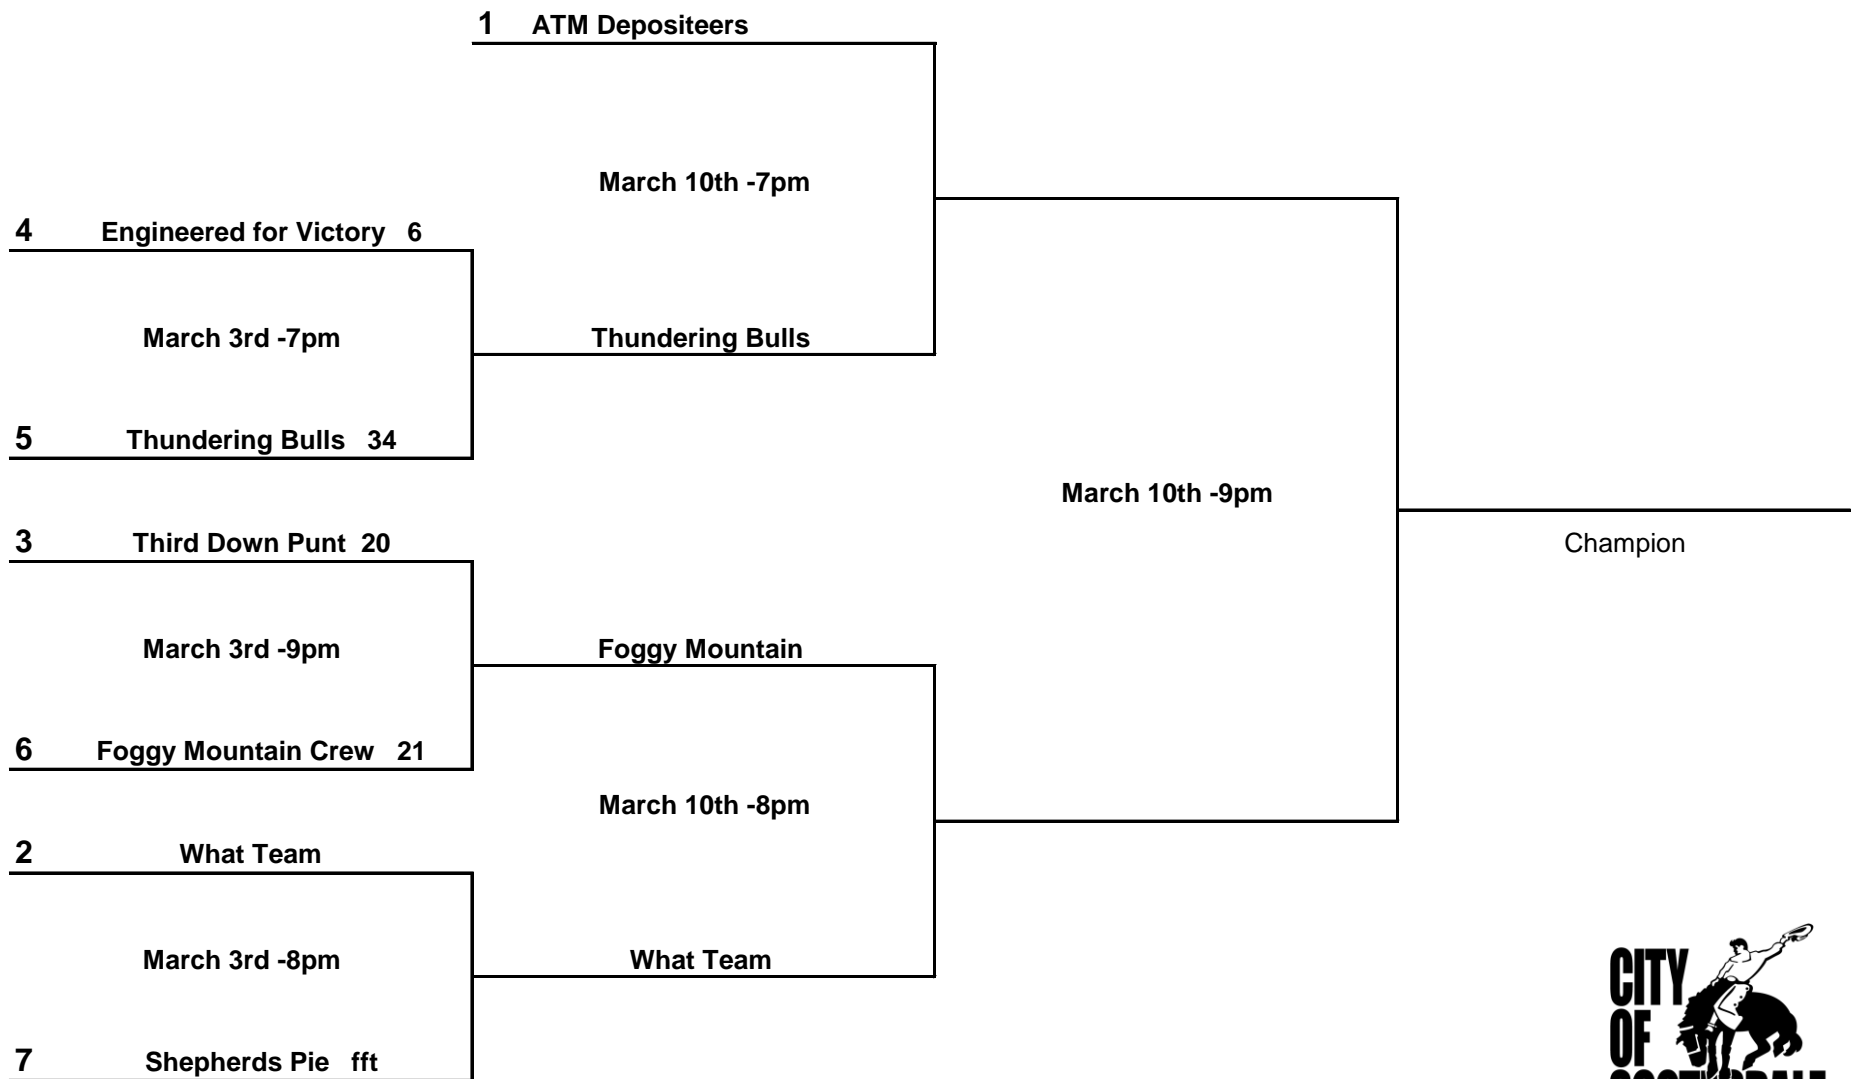 1 ATM Depositeers
March 10th -7pm
4 Engineered for Victory 6
March 3rd -7pm
Thundering Bulls
5 Thundering Bulls 34
March 10th -9pm
3 Third Down Punt 20
Champion
March 3rd -9pm
Foggy Mountain
6 Foggy Mountain Crew 21
March 10th -8pm
2 What Team
March 3rd -8pm
What Team
7 Shepherds Pie fft
CITY
OF